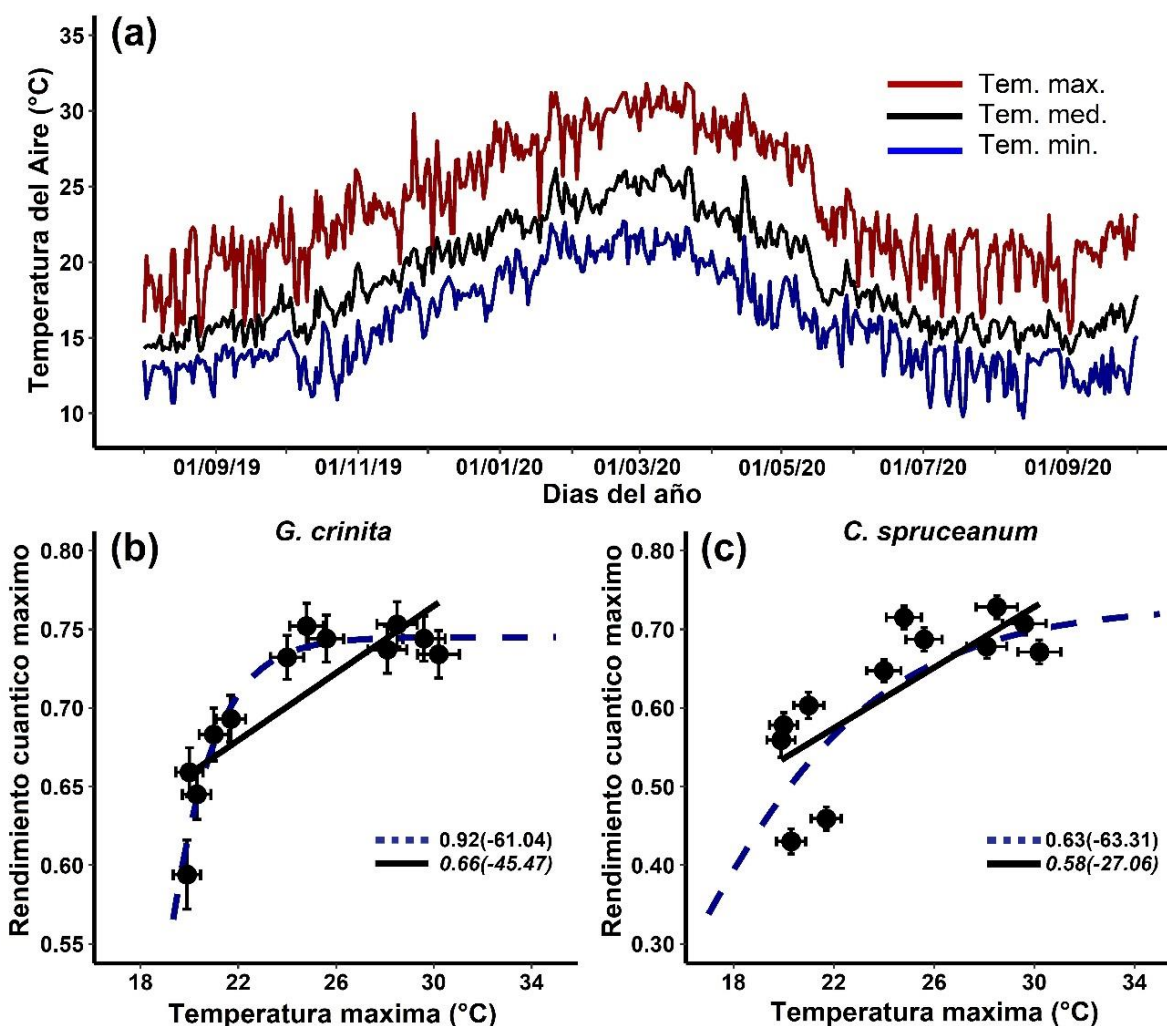 (a)
Temperatura del Aire (°C)
35
30
25
20
15
10
Tem. max.
Tem. med.
Tem. min.
01/09/19 01/11/19 01/01/20 01/03/20 01/05/20 01/07/20 01/09/20
Dias del año
(b)
G. crinita
Rendimiento cuantico maximo
0.80
0.75
0.70
0.65
0.60
0.55
0.92(-61.04)
0.66(-45.47)
18 22 26 30 34
Temperatura maxima (°C)
(c)
C. spruceanum
Rendimiento cuantico maximo
0.80
0.70
0.60
0.50
0.40
0.30
0.63(-63.31)
0.58(-27.06)
18 22 26 30 34
Temperatura maxima (°C)